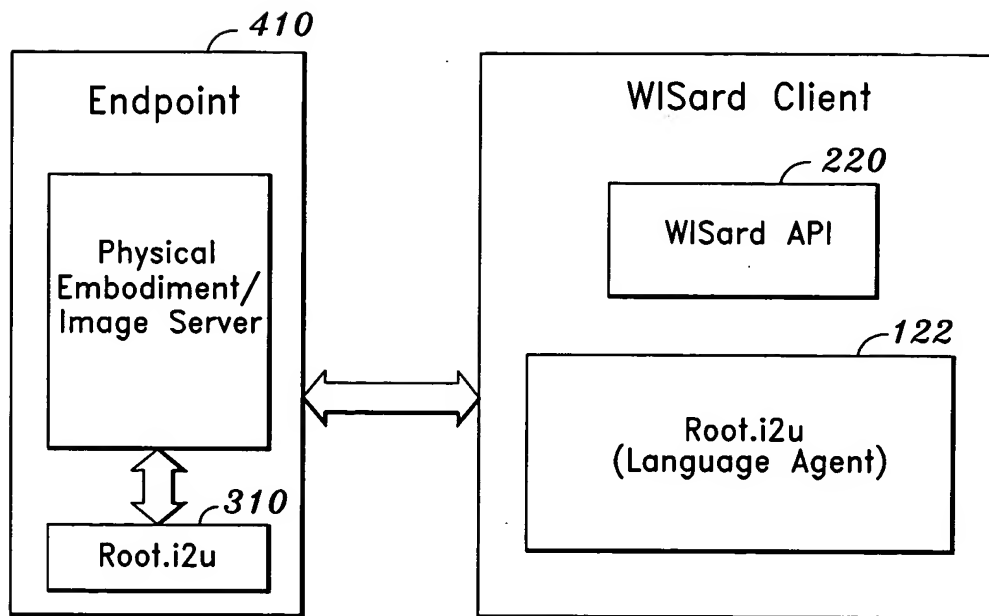 410
Endpoint
Physical
Embodiment/
Image Server
310
Root.i2u
WISard Client
220
WISard API
122
Root.i2u
(Language Agent)